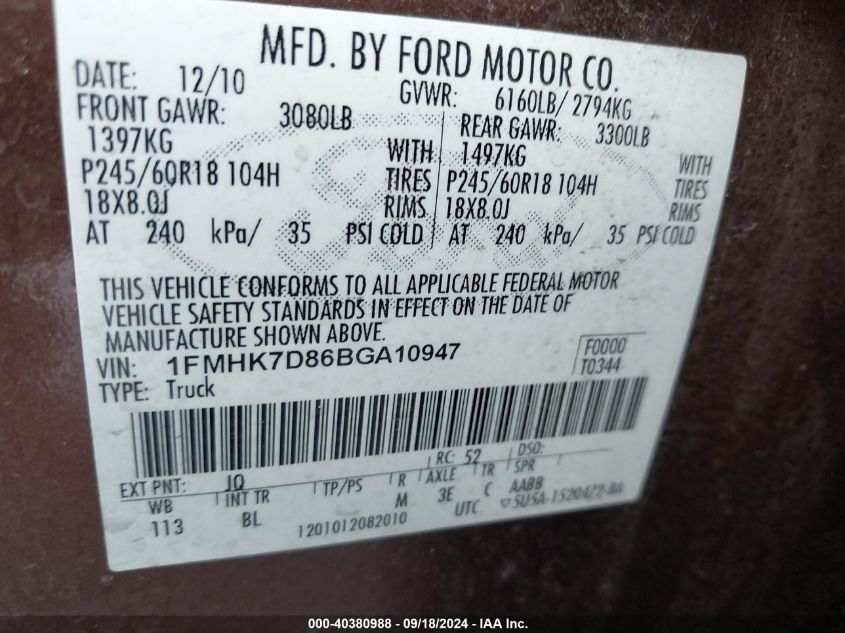 MFD. BY FORD MOTOR CO.
DATE: 12/10 GVWR: 6160LB/ 2794KG
FRONT GAWR: 3080LB REAR GAWR: 3300LB
1397KG WITH 1497KG WITH
P245/60R18 104H TIRES P245/60R18 104H TIRES
18X8.0J RIMS 18X8.0J RIMS
AT 240 kPa/ 35 PSI COLD AT 240 kPa/ 35 PSI COLD
THIS VEHICLE CONFORMS TO ALL APPLICABLE FEDERAL MOTOR
VEHICLE SAFETY STANDARDS IN EFFECT ON THE DATE OF
MANUFACTURE SHOWN ABOVE.
VIN: 1FMHK7D86BGA10947 F0000
TYPE: Truck T0344
EXT PNT: JQ RC: 52 DSO:
WB INT TR TP/PS R AXLE TR SPR
113 BL M 3E C AABB
1201012082010 UTC 5U5A-1520472-BA
000-40380988 - 09/18/2024 - IAA Inc.